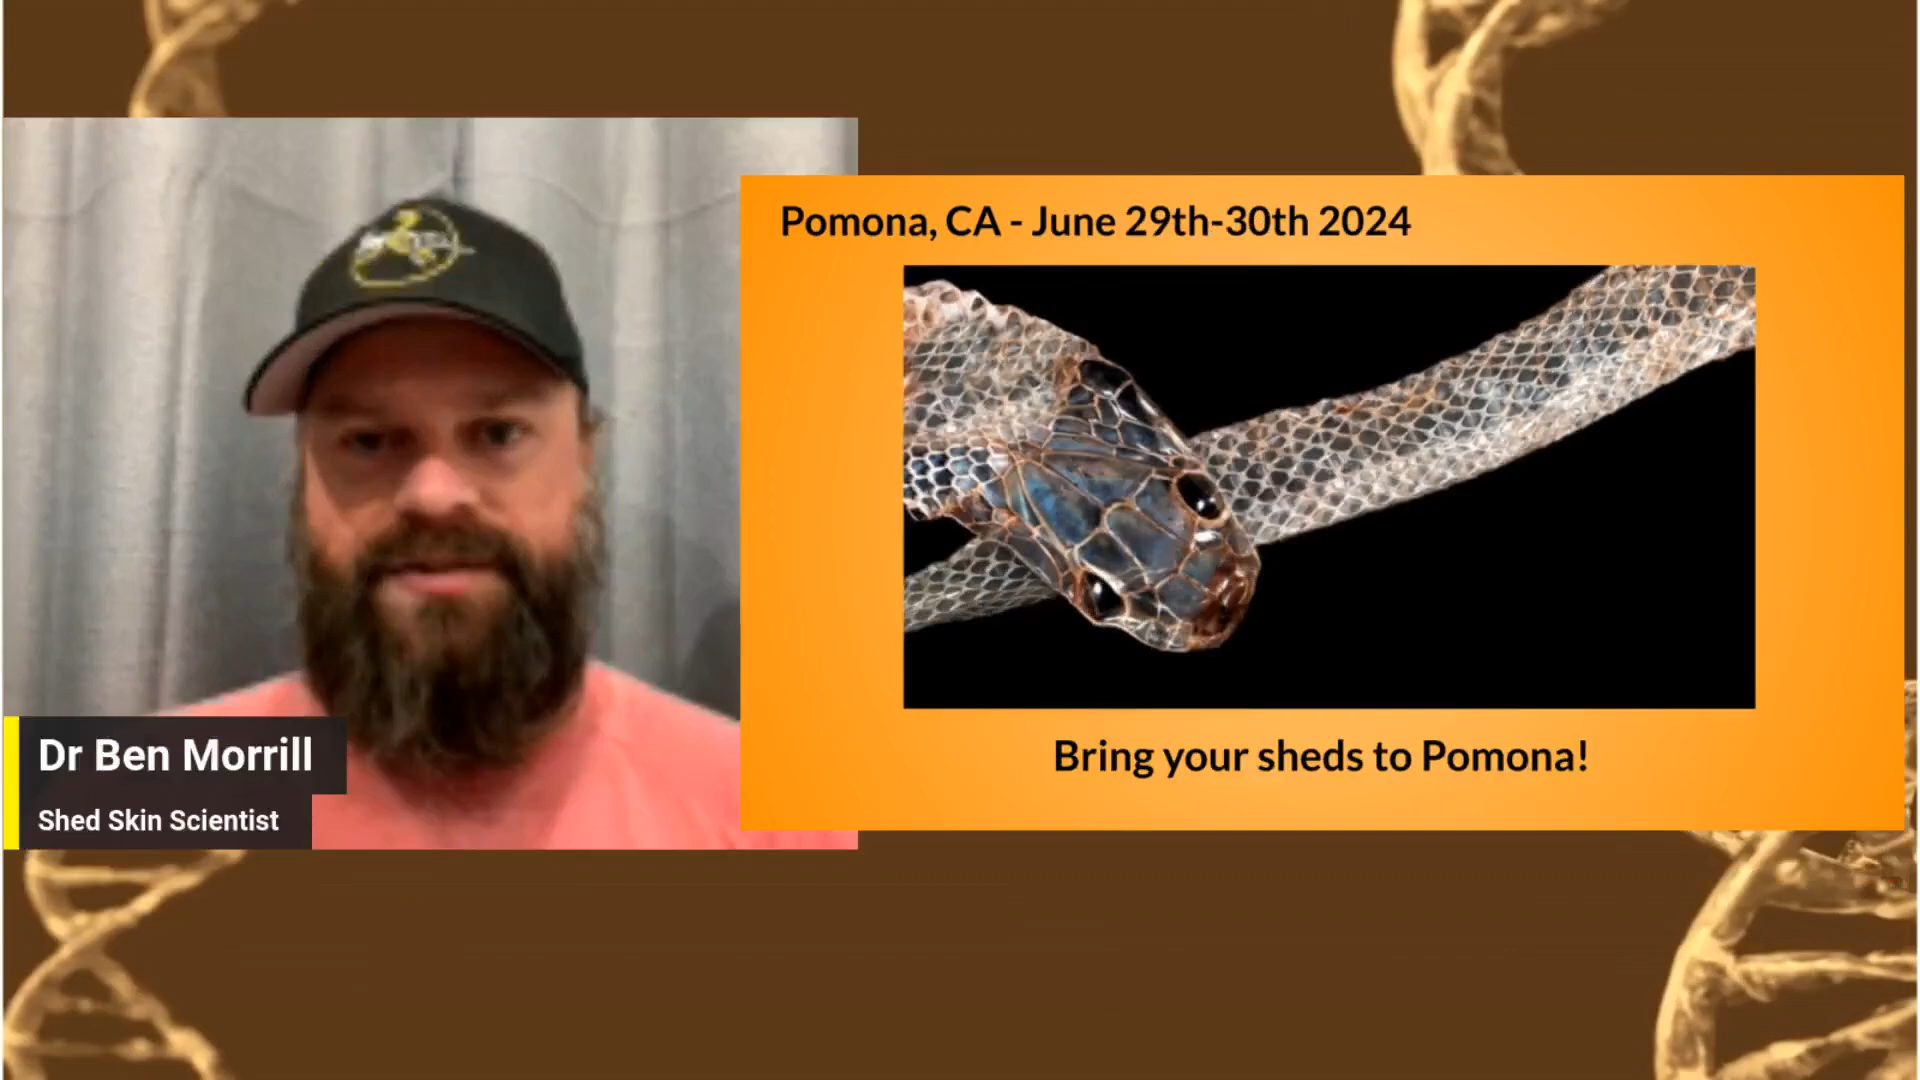 Pomona, CA - June 29th-30th 2024
Bring your sheds to Pomona!
Dr Ben Morrill
Shed Skin Scientist